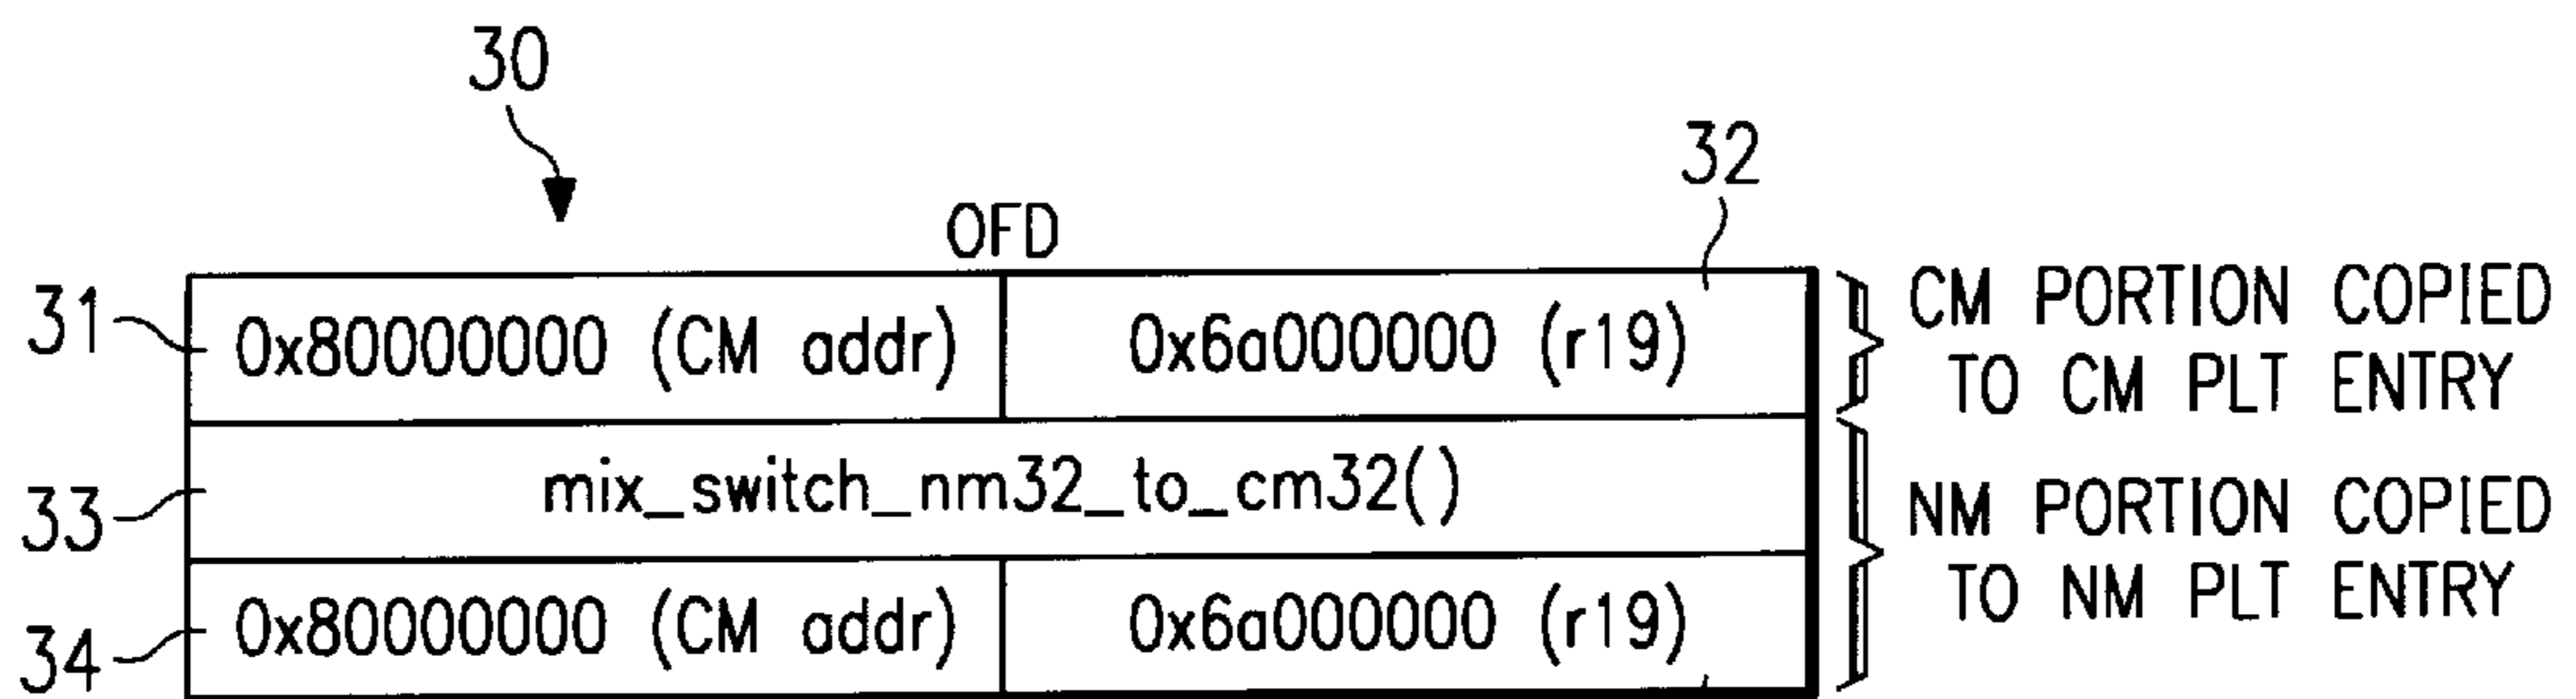 30
32
OFD
31
0x80000000 (CM addr)
0x6a000000 (r19)
CM PORTION COPIED
TO CM PLT ENTRY
33
mix_switch_nm32_to_cm32()
NM PORTION COPIED
TO NM PLT ENTRY
34
0x80000000 (CM addr)
0x6a000000 (r19)